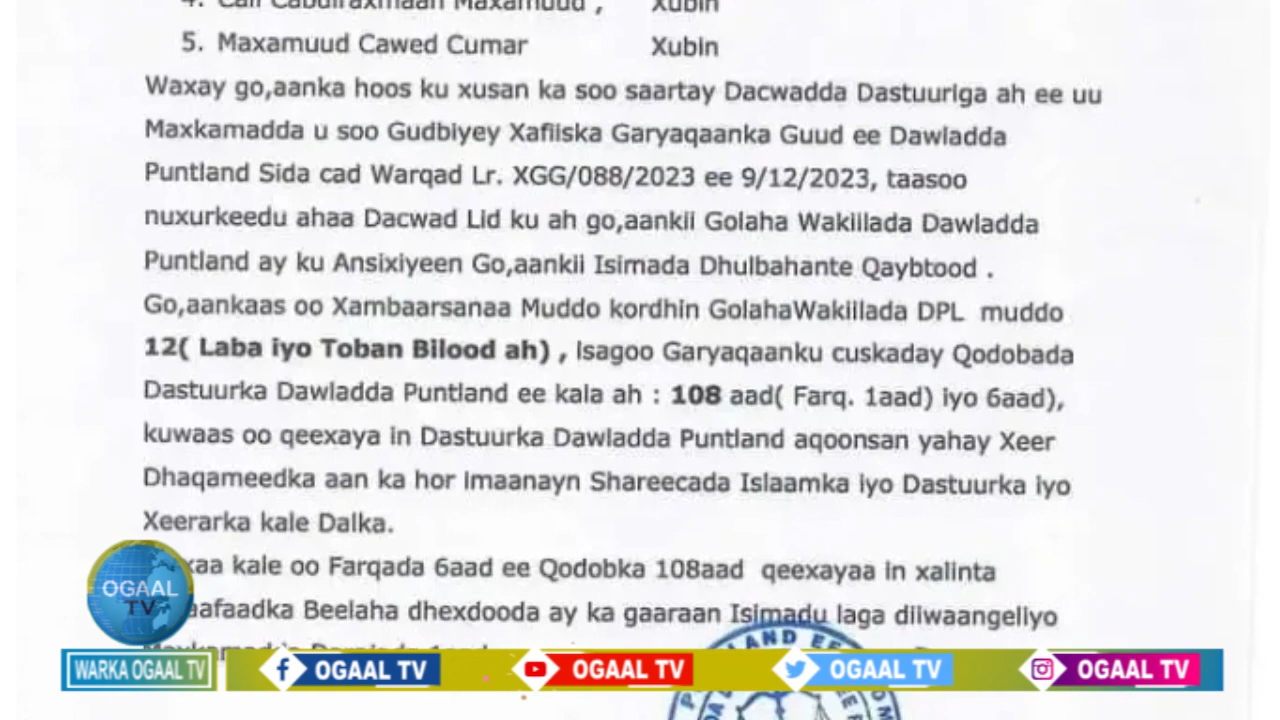 4. Cali Cabdiraxmaan Maxamuud , Xubin
5. Maxamuud Cawed Cumar Xubin
Waxay go,aanka hoos ku xusan ka soo saartay Dacwadda Dastuuriga ah ee uu
Maxkamadda u soo Gudbiyey Xafiiska Garyaqaanka Guud ee Dawladda
Puntland Sida cad Warqad Lr. XGG/088/2023 ee 9/12/2023, taasoo
nuxurkeedu ahaa Dacwad Lid ku ah go,aankii Golaha Wakiilada Dawladda
Puntland ay ku Ansixiyeen Go,aankii Isimada Dhulbahante Qaybtood .
Go,aankaas oo Xambaarsanaa Muddo kordhin GolahaWakiilada DPL muddo
12( Laba iyo Toban Bilood ah) , Isagoo Garyaqaanku cuskaday Qodobada
Dastuurka Dawladda Puntland ee kala ah : 108 aad( Farq. 1aad) iyo 6aad),
kuwaas oo qeexaya in Dastuurka Dawladda Puntland aqoonsan yahay Xeer
Dhaqameedka aan ka hor imaanayn Shareecada Islaamka iyo Dastuurka iyo
Xeerarka kale Dalka.
kale oo Farqada 6aad ee Qodobka 108aad qeexayaa in xalinta
Beelaha dhexdooda ay ka gaaraan Isimadu laga diiwaangeliyo
OGAAL
TV
WARKA OGAAL TV
OGAAL TV
OGAAL TV
OGAAL TV
OGAAL TV